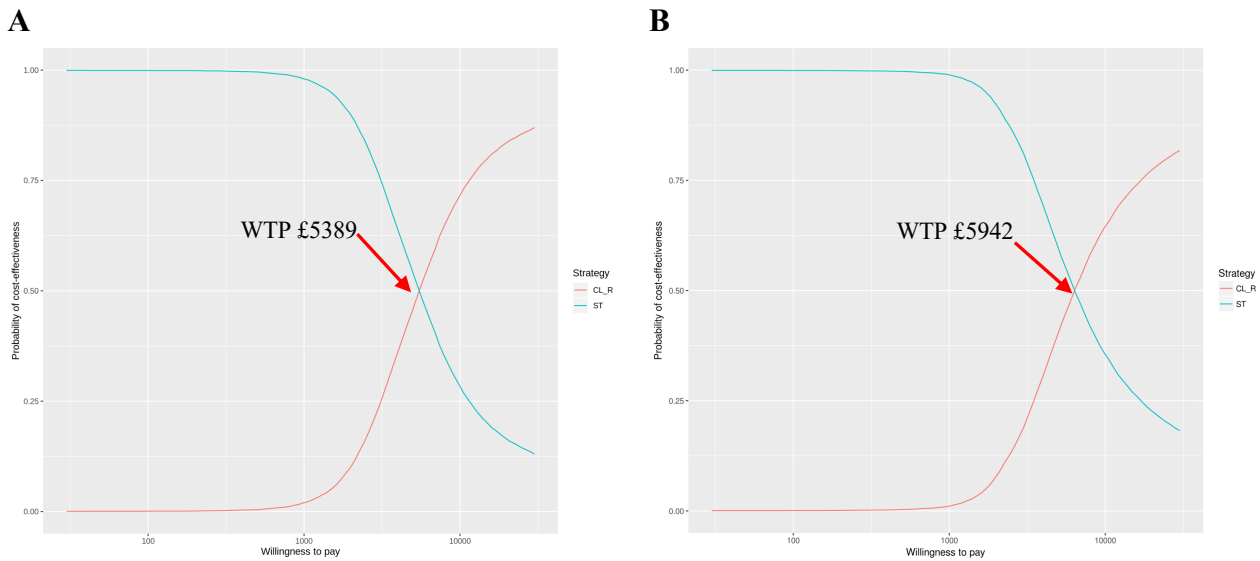 A
1.00
0.75
0.50
0.25
0.00
Probability of cost-effectiveness
WTP £5389
100
1000
10000
Willingness to pay
Strategy
CL_R
ST
B
1.00
0.75
0.50
0.25
0.00
Probability of cost-effectiveness
WTP £5942
100
1000
10000
Willingness to pay
Strategy
CL_R
ST